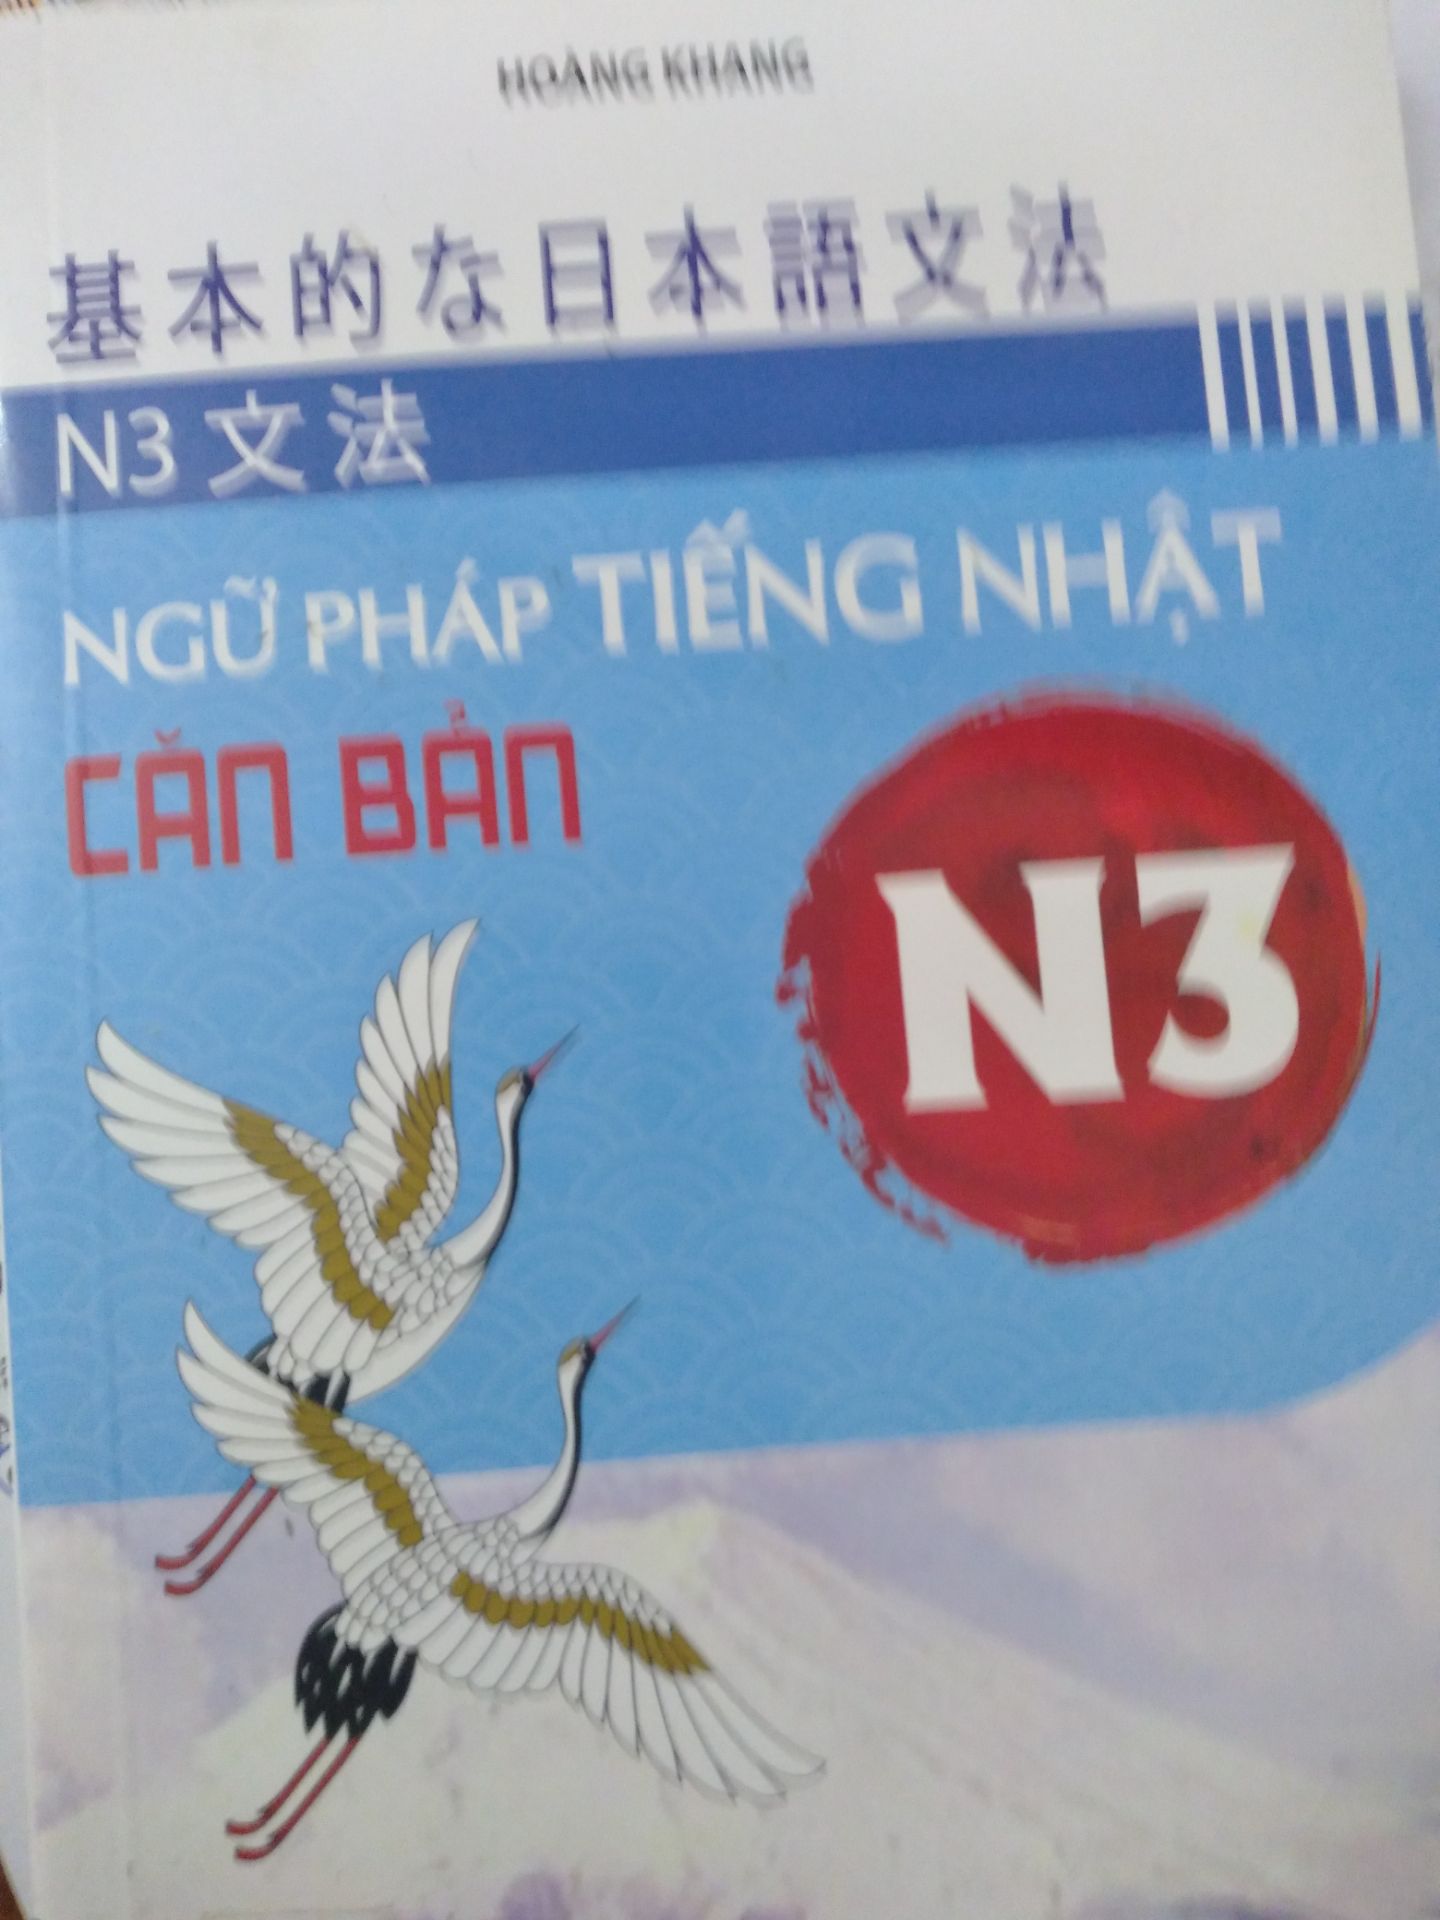 HOÀNG KHANG
基本的な日本語文法
N3 文法
NGỮ PHÁP TIẾNG NHẬT
CĂN BẢN
N3